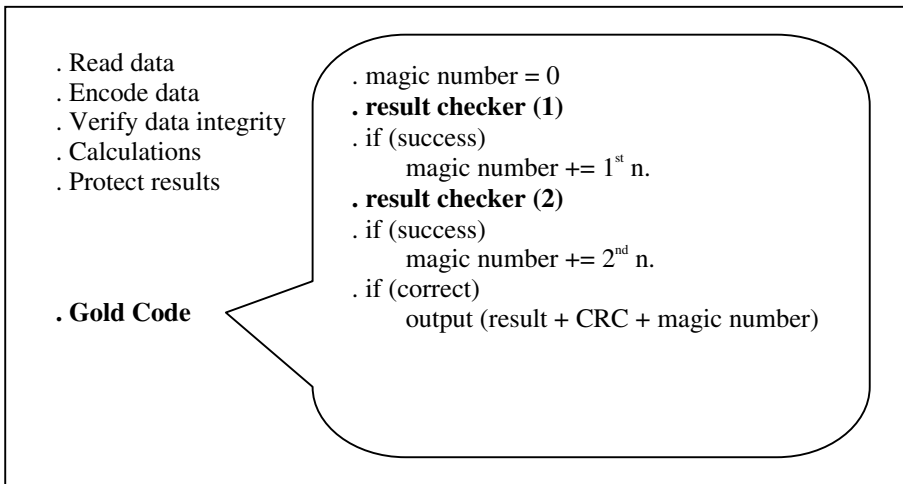 . Read data
. Encode data
. Verify data integrity
. Calculations
. Protect results
. Gold Code
. magic number = 0
. result checker (1)
. if (success)
magic number += 1st n.
. result checker (2)
. if (success)
magic number += 2nd n.
. if (correct)
output (result + CRC + magic number)